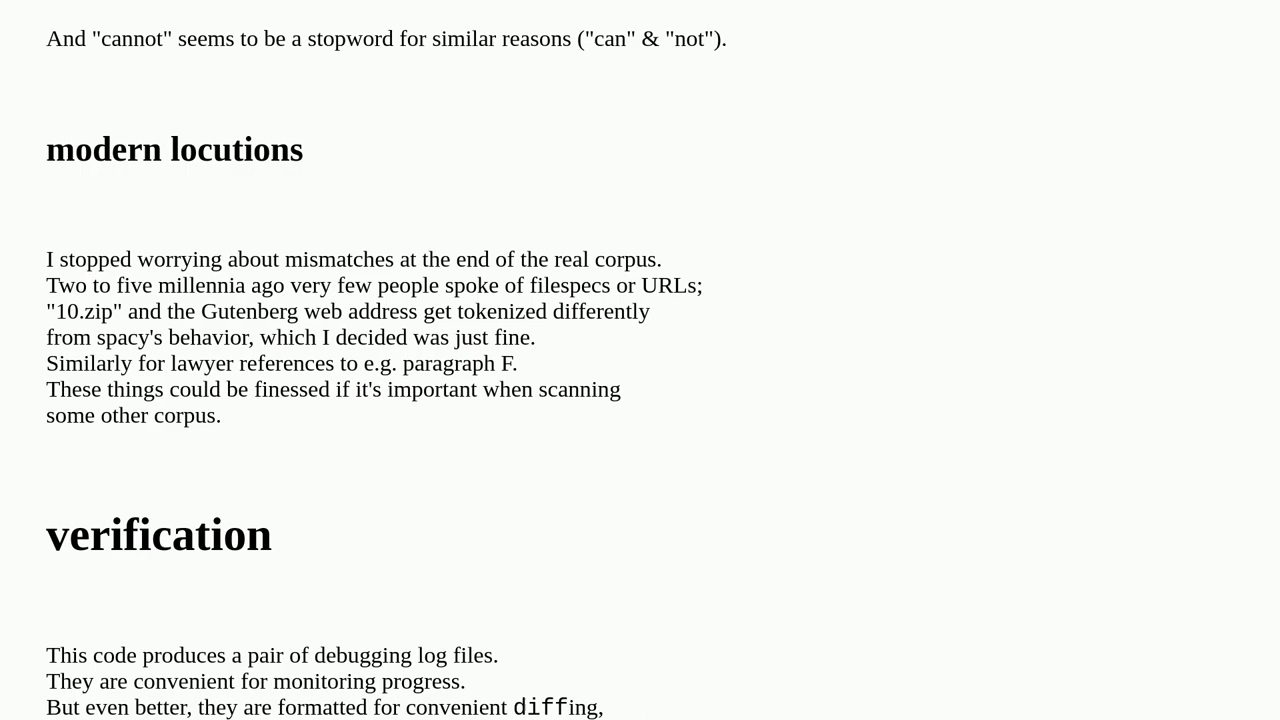 And "cannot" seems to be a stopword for similar reasons ("can" & "not").
modern locutions
I stopped worrying about mismatches at the end of the real corpus.
Two to five millennia ago very few people spoke of filespecs or URLs;
"10.zip" and the Gutenberg web address get tokenized differently
from spacy's behavior, which I decided was just fine.
Similarly for lawyer references to e.g. paragraph F.
These things could be finessed if it's important when scanning
some other corpus.
verification
This code produces a pair of debugging log files.
They are convenient for monitoring progress.
But even better, they are formatted for convenient diffing,